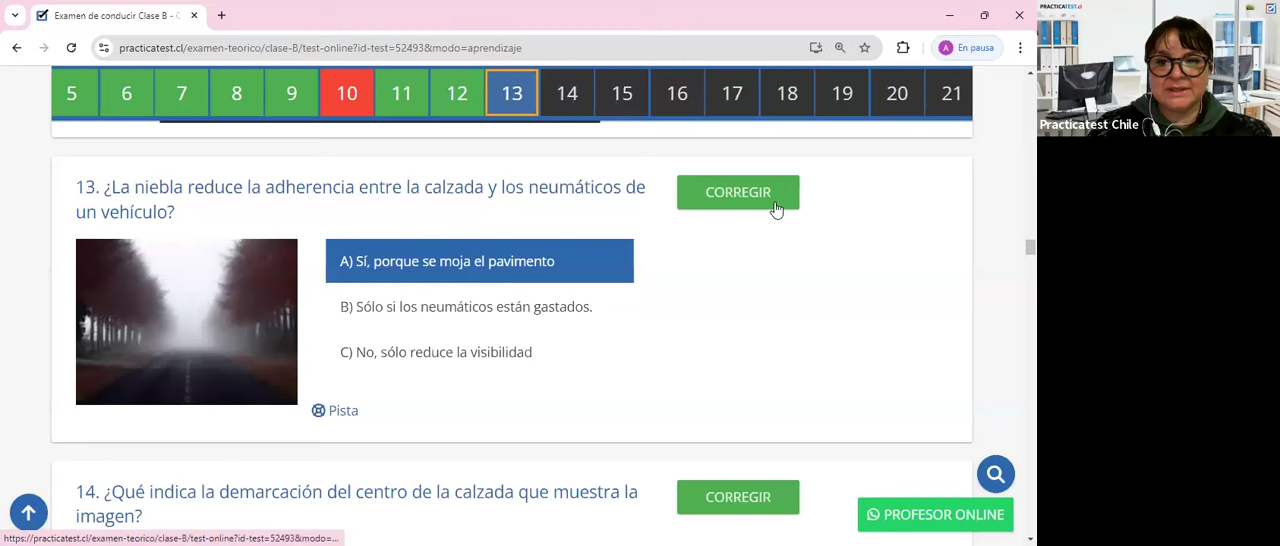 Examen de conducir Clase B - C
practicatest.cl/examen-teorico/clase-B/test-online?id-test=52493&modo=aprendizaje
A
En pausa
PRACTICATEST.cl
Practicatest Chile
5 6 7 8 9 10 11 12 13 14 15 16 17 18 19 20 21
13. ¿La niebla reduce la adherencia entre la calzada y los neumáticos de
un vehículo?
CORREGIR
A) Sí, porque se moja el pavimento
B) Sólo si los neumáticos están gastados.
C) No, sólo reduce la visibilidad
Pista
14. ¿Qué indica la demarcación del centro de la calzada que muestra la
imagen?
CORREGIR
PROFESOR ONLINE
https://practicatest.cl/examen-teorico/clase-B/test-online?id-test=52493&modo=...